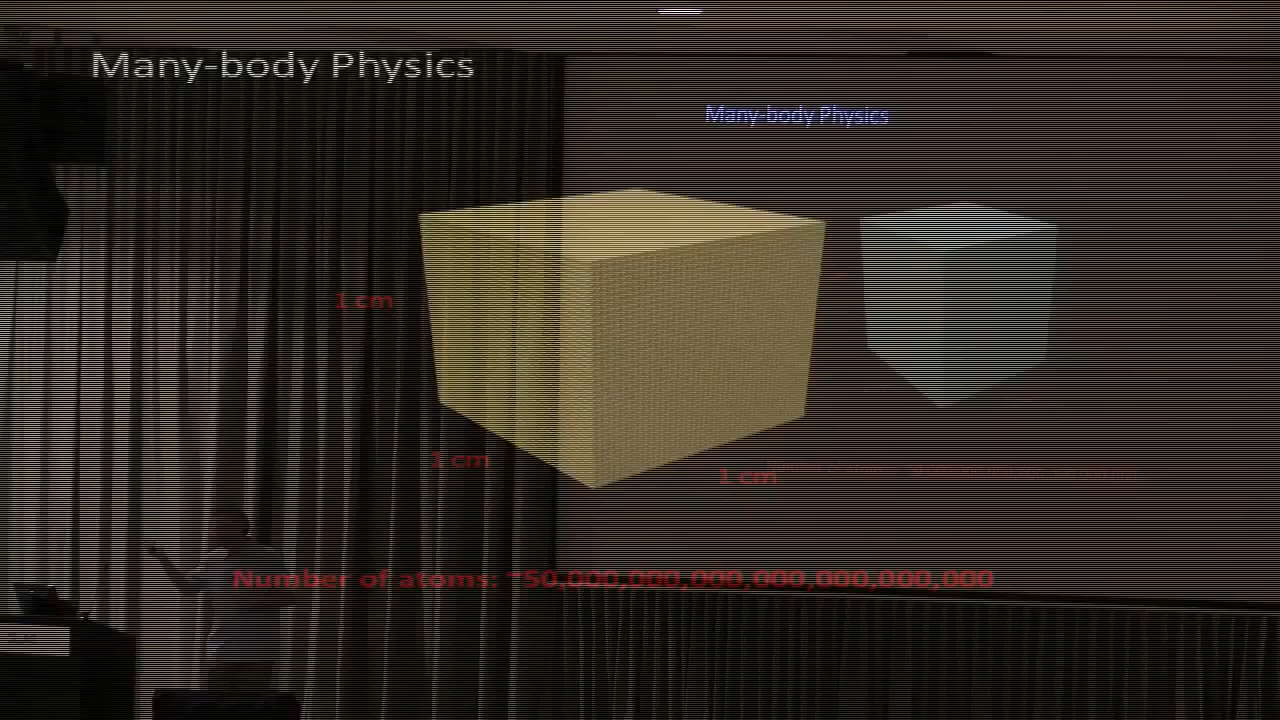 Many-body Physics
Many-body Physics
1 cm
1 cm
1 cm
Number of atoms: ~50,000,000,000,000,000,000,000